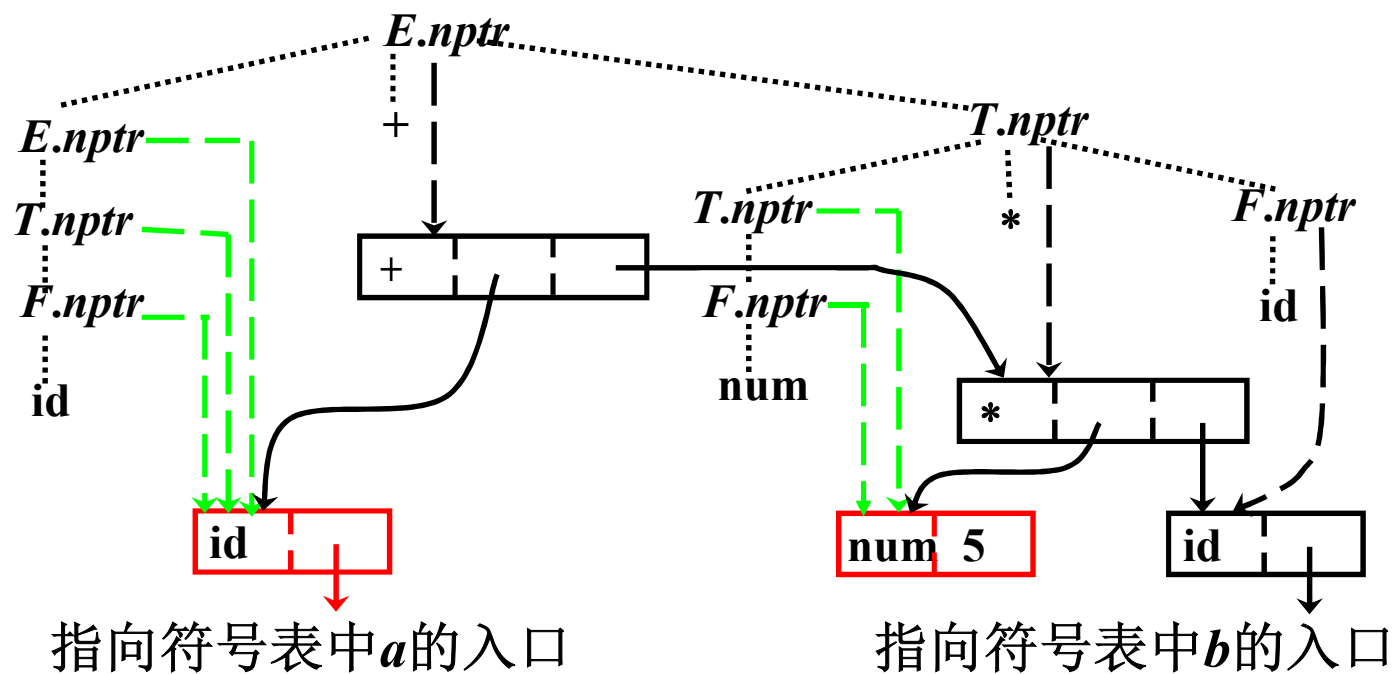 E.nptr
+
E.nptr
T.nptr
T.nptr
T.nptr
*
F.nptr
+
F.nptr
F.nptr
id
id
num
*
id
num 5
id
指向符号表中a的入口
指向符号表中b的入口